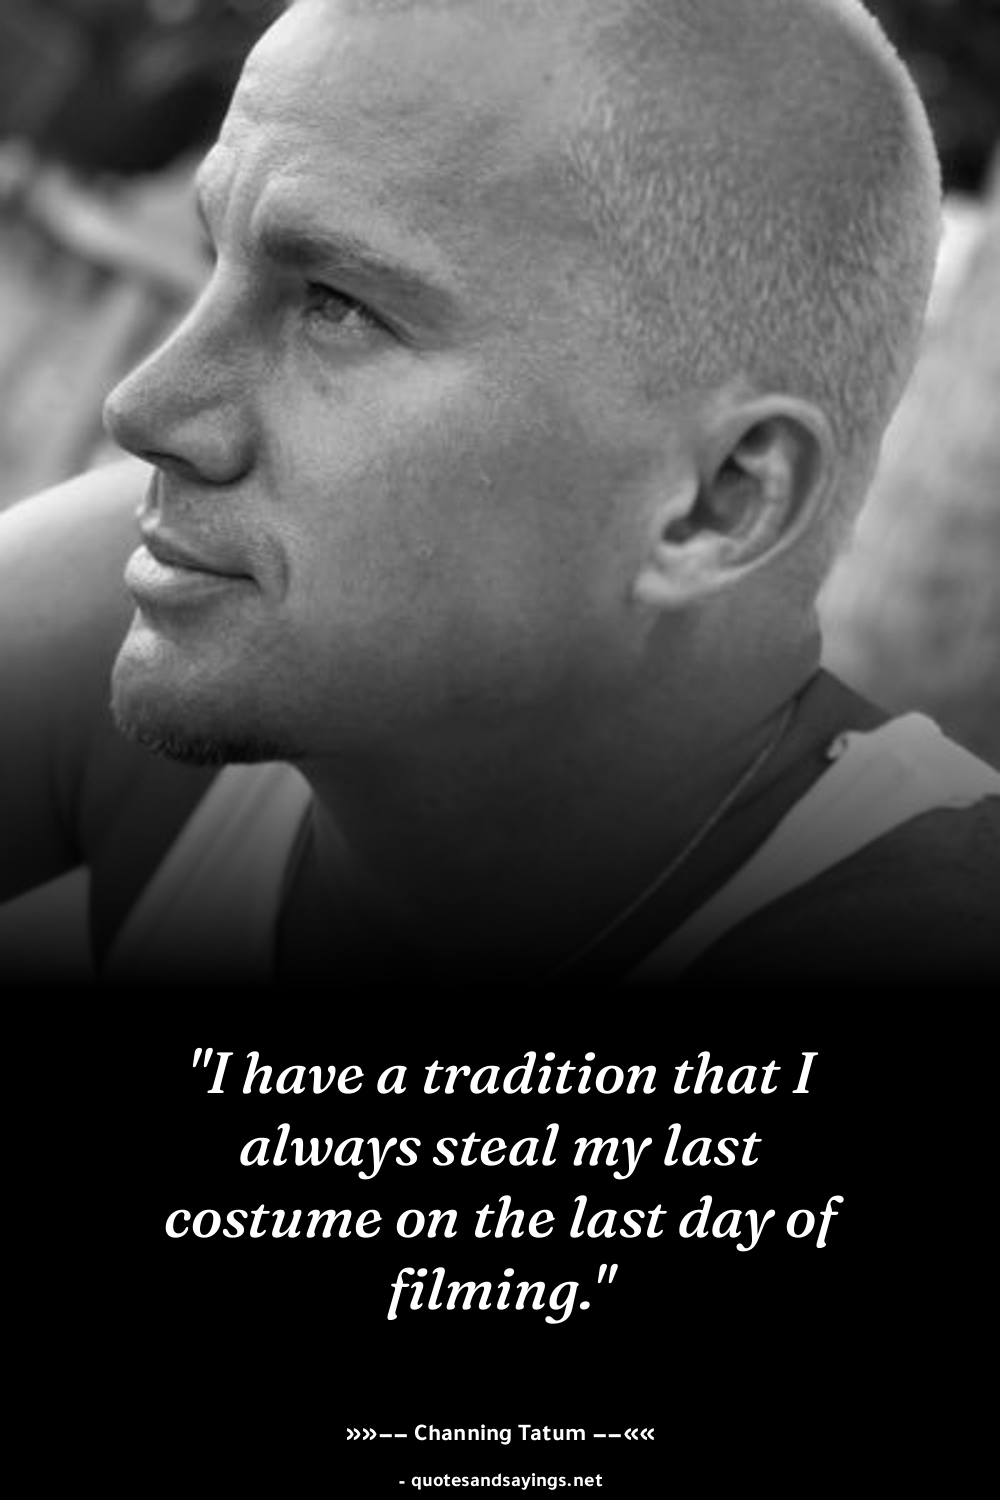 "I have a tradition that I
always steal my last
costume on the last day of
filming."
»»–– Channing Tatum ––««
- quotesandsayings.net